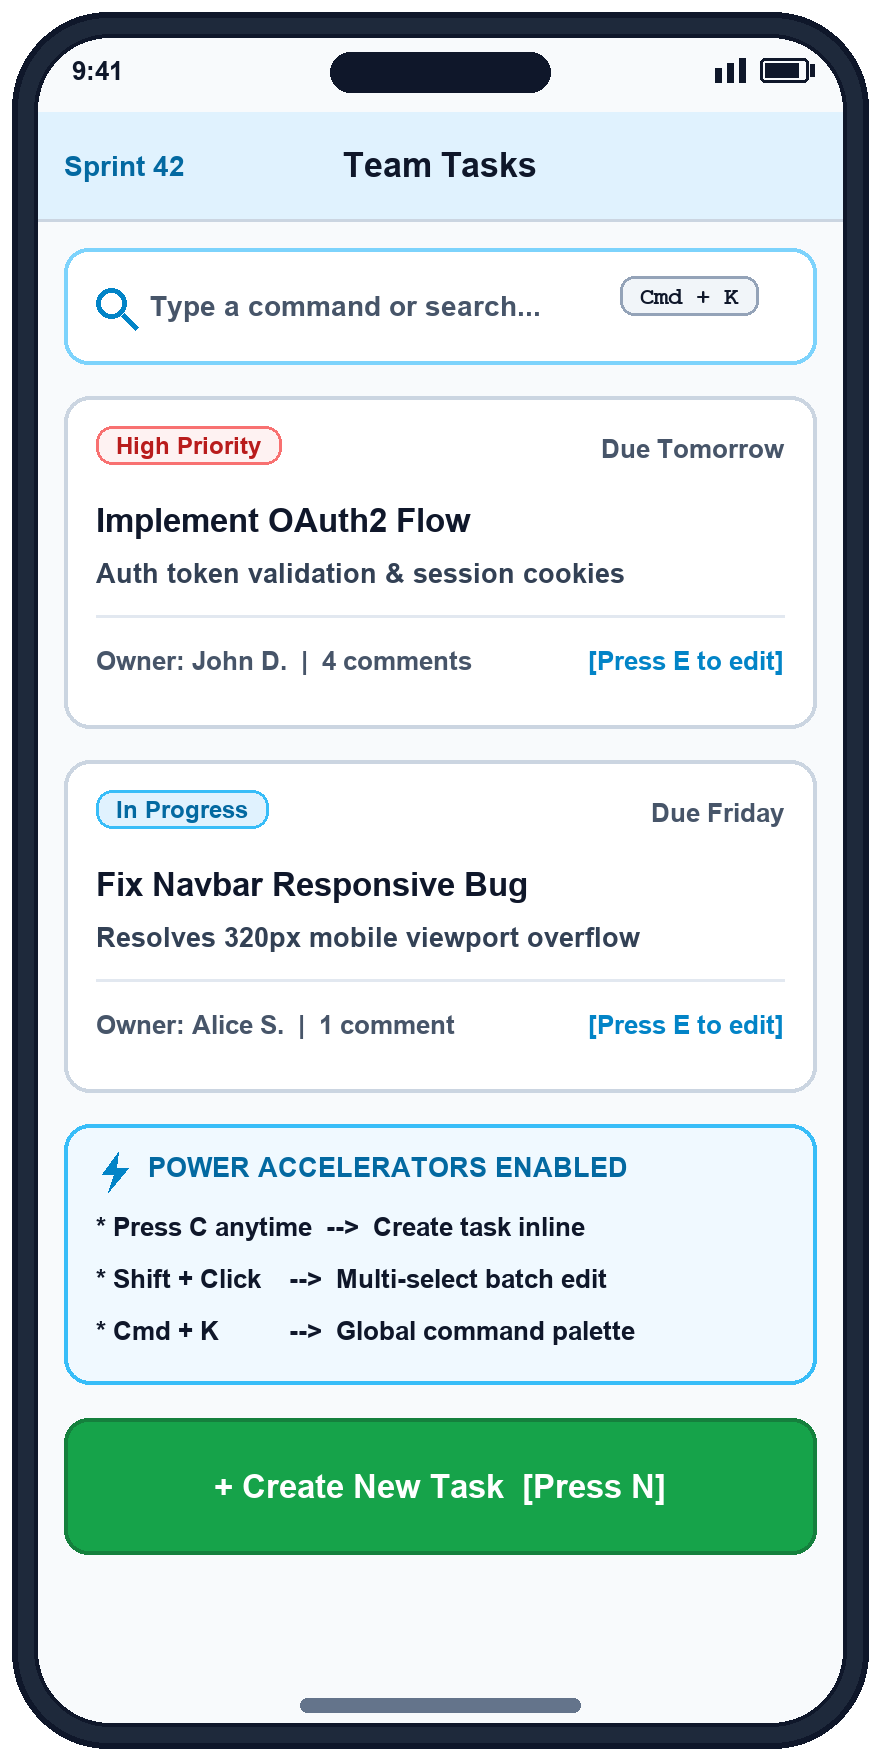 9:41
Sprint 42
Team Tasks
Type a command or search...
Cmd + K
High Priority
Due Tomorrow
Implement OAuth2 Flow
Auth token validation & session cookies
Owner: John D. | 4 comments
[Press E to edit]
In Progress
Due Friday
Fix Navbar Responsive Bug
Resolves 320px mobile viewport overflow
Owner: Alice S. | 1 comment
[Press E to edit]
POWER ACCELERATORS ENABLED
* Press C anytime --> Create task inline
* Shift + Click --> Multi-select batch edit
* Cmd + K --> Global command palette
+ Create New Task [Press N]